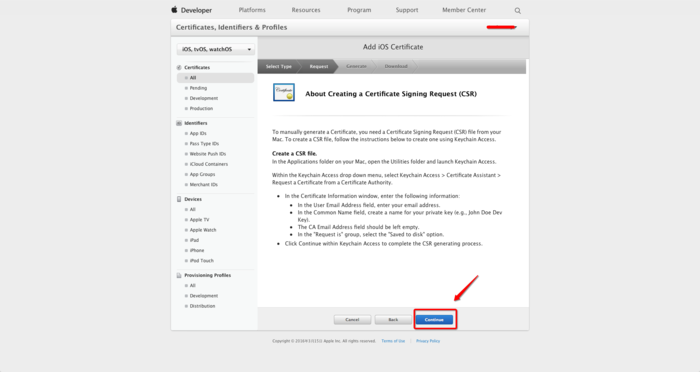 Developer Platforms Resources Program Support Member Center
Certificates, Identifiers & Profiles
iOS, tvOS, watchOS
Add iOS Certificate
Select Type Request Generate Download
Certificates
All
Pending
Development
Production
Identifiers
App IDs
Pass Type IDs
Website Push IDs
iCloud Containers
App Groups
Merchant IDs
Devices
All
Apple TV
Apple Watch
iPad
iPhone
iPod Touch
Provisioning Profiles
All
Development
Distribution
About Creating a Certificate Signing Request (CSR)
To manually generate a Certificate, you need a Certificate Signing Request (CSR) file from your
Mac. To create a CSR file, follow the instructions below to create one using Keychain Access.
Create a CSR file.
In the Applications folder on your Mac, open the Utilities folder and launch Keychain Access.
Within the Keychain Access drop down menu, select Keychain Access > Certificate Assistant >
Request a Certificate from a Certificate Authority.
• In the Certificate Information window, enter the following information:
• In the User Email Address field, enter your email address.
• In the Common Name field, create a name for your private key (e.g., John Doe Dev
Key).
• The CA Email Address field should be left empty.
• In the "Request is" group, select the "Saved to disk" option.
• Click Continue within Keychain Access to complete the CSR generating process.
Cancel Back Continue
Copyright © Apple Inc. All rights reserved. Terms of Use Privacy Policy